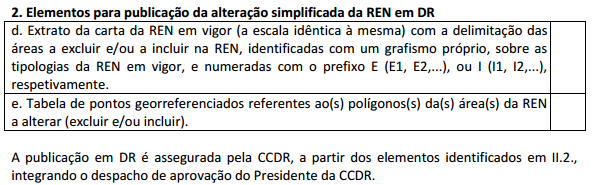 2. Elementos para publicação da alteração simplificada da REN em DR
d. Extrato da carta da REN em vigor (a escala idêntica à mesma) com a delimitação das
áreas a excluir e/ou a incluir na REN, identificadas com um grafismo próprio, sobre as
tipologias da REN em vigor, e numeradas com o prefixo E (E1, E2,...), ou I (I1, I2,...),
respetivamente.
e. Tabela de pontos georreferenciados referentes ao(s) polígonos(s) da(s) área(s) da REN
a alterar (excluir e/ou incluir).
A publicação em DR é assegurada pela CCDR, a partir dos elementos identificados em II.2.,
integrando o despacho de aprovação do Presidente da CCDR.